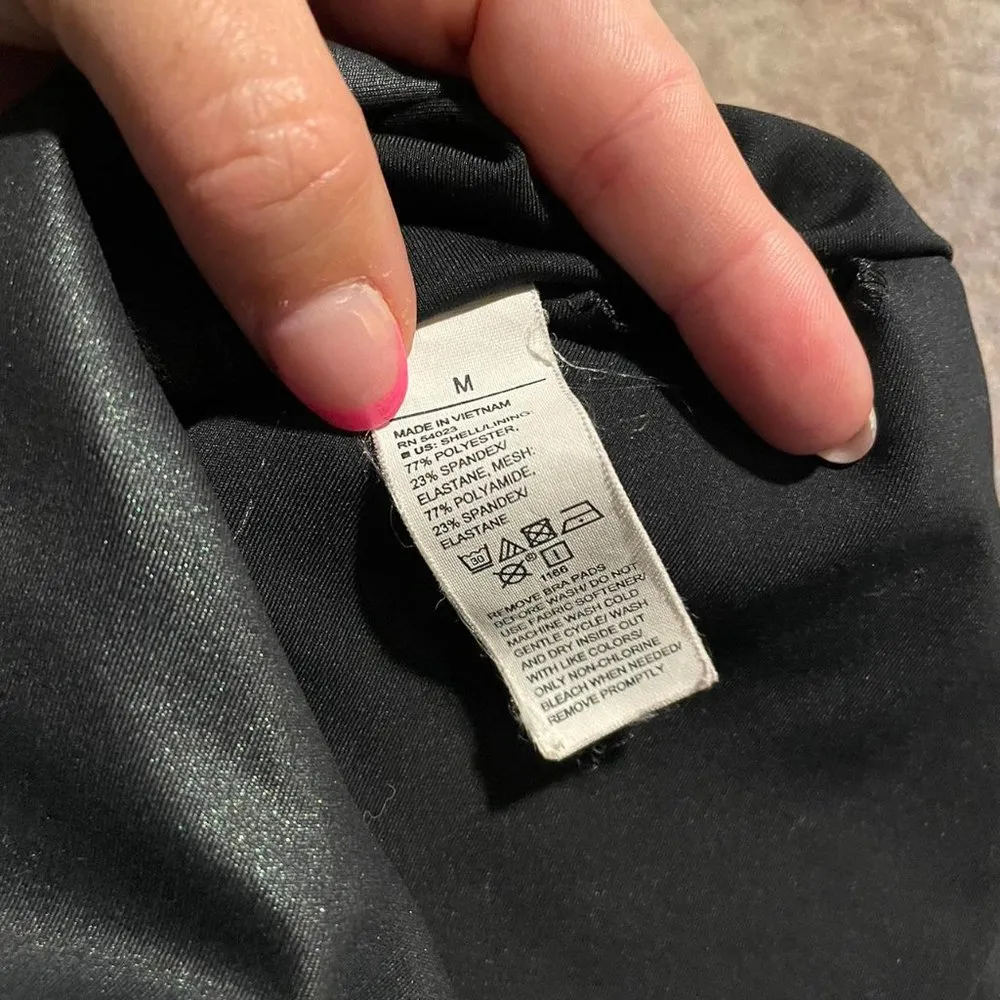 M
MADE IN VIETNAM
RN 54023
US: SHELL/LINING:
77% POLYESTER,
23% SPANDEX/
ELASTANE, MESH:
77% POLYAMIDE,
23% SPANDEX/
ELASTANE
30
1166
REMOVE BRA PADS
BEFORE WASH/ DO NOT
USE FABRIC SOFTENER/
MACHINE WASH COLD
GENTLE CYCLE/ WASH
AND DRY INSIDE OUT
WITH LIKE COLORS/
ONLY NON-CHLORINE
BLEACH WHEN NEEDED/
REMOVE PROMPTLY